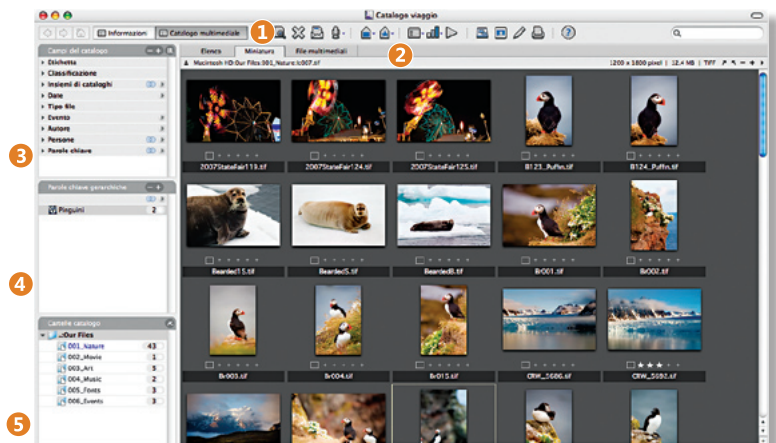 Catalogo viaggio
Informazioni
Catalogo multimediale
1
2
Elenco
Miniatura
File multimediali
Macintosh HD:Our Files:001_Nature:Ic007.tif
1200 x 1800 pixel | 12.4 MB | TIFF
Campi del catalogo
Etichetta
Classificazione
Insiemi di cataloghi
Date
Tipo file
Evento
Autore
Persone
Parole chiave
3
Parole chiave gerarchiche
Pinguini 2
4
Cartelle catalogo
:Our Files
001_Nature 43
002_Movie 1
003_Art 5
004_Music 2
005_Fonts 3
006_Events 3
5
2007StateFair119.tif
2007StateFair124.tif
2007StateFair125.tif
B123_Puffin.tif
B124_Puffin.tif
Bearded15.tif
Bearded5.tif
Bearded8.tif
Br001.tif
Br002.tif
Br003.tif
Br004.tif
Br015.tif
CRW_5686.tif
CRW_5692.tif